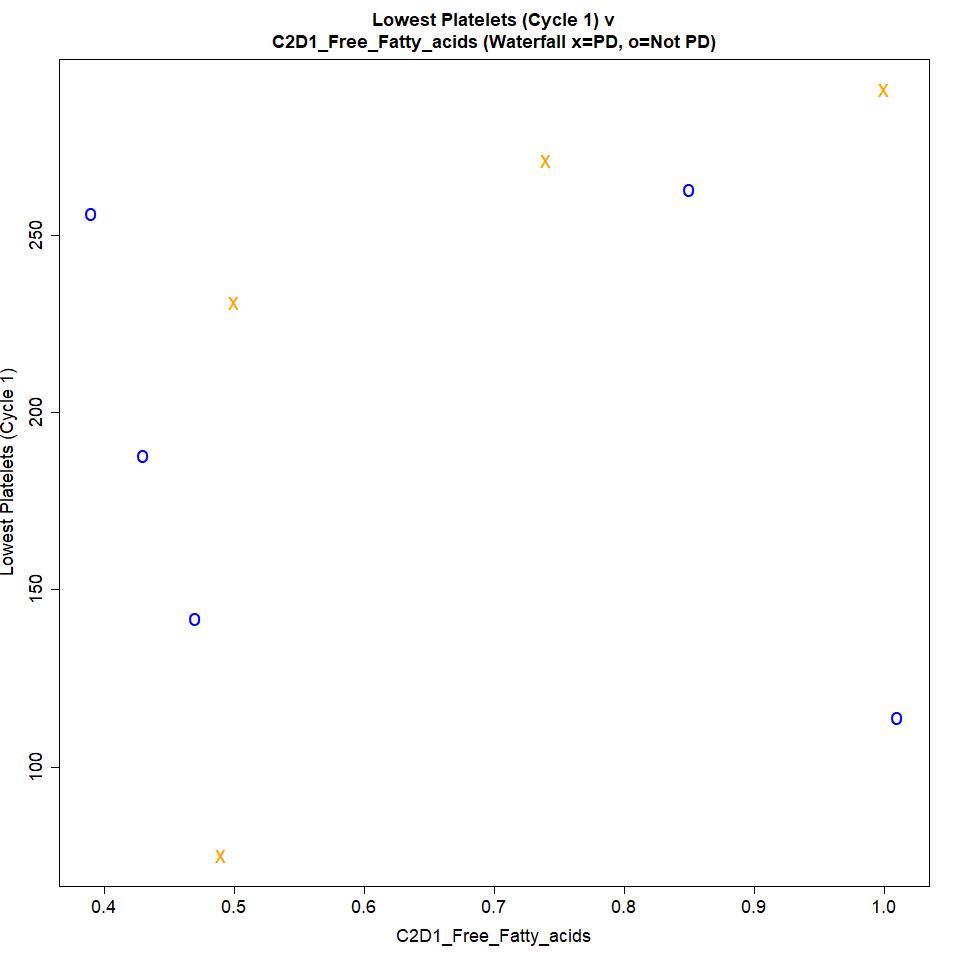 Lowest Platelets (Cycle 1) v
C2D1_Free_Fatty_acids (Waterfall x=PD, o=Not PD)
Lowest Platelets (Cycle 1)
250
200
150
100
X
X
O
O
X
O
O
O
X
0.4 0.5 0.6 0.7 0.8 0.9 1.0
C2D1_Free_Fatty_acids